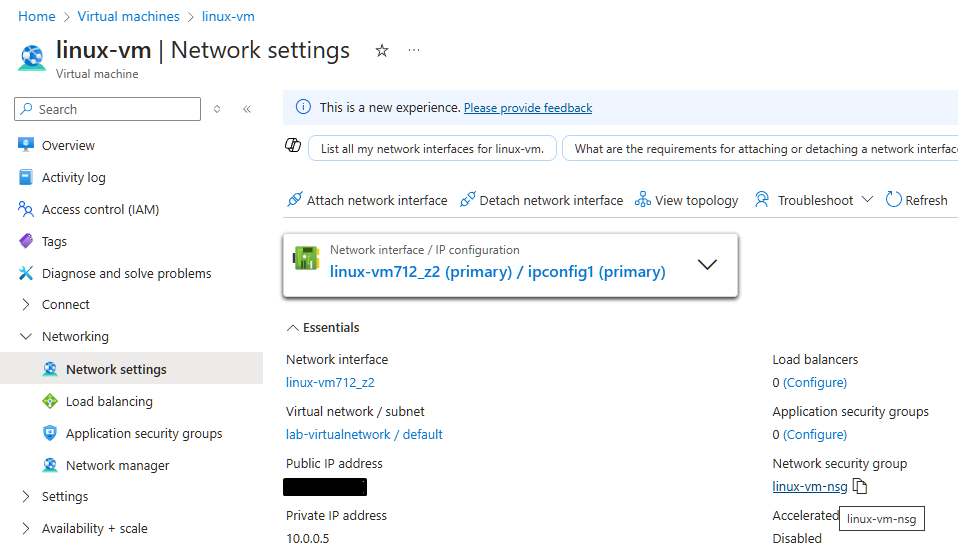 Home > Virtual machines > linux-vm
linux-vm | Network settings
Virtual machine
Search
Overview
Activity log
Access control (IAM)
Tags
Diagnose and solve problems
Connect
Networking
Network settings
Load balancing
Application security groups
Network manager
Settings
Availability + scale
This is a new experience. Please provide feedback
List all my network interfaces for linux-vm.
What are the requirements for attaching or detaching a network interface
Attach network interface
Detach network interface
View topology
Troubleshoot
Refresh
Network interface / IP configuration
linux-vm712_z2 (primary) / ipconfig1 (primary)
Essentials
Network interface
linux-vm712_z2
Virtual network / subnet
lab-virtualnetwork / default
Public IP address
Private IP address
10.0.0.5
Load balancers
0 (Configure)
Application security groups
0 (Configure)
Network security group
linux-vm-nsg
Accelerated
linux-vm-nsg
Disabled